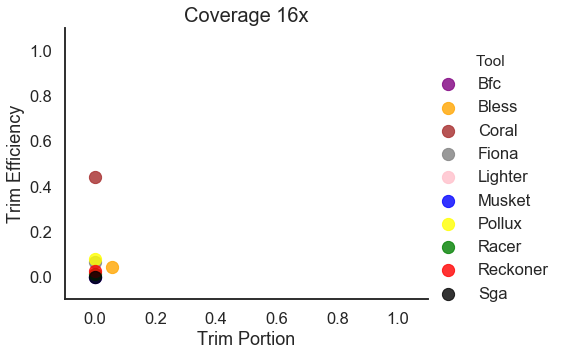 Coverage 16x
Trim Efficiency
1.0
0.8
0.6
0.4
0.2
0.0
0.0 0.2 0.4 0.6 0.8 1.0
Trim Portion
Tool
Bfc
Bless
Coral
Fiona
Lighter
Musket
Pollux
Racer
Reckoner
Sga